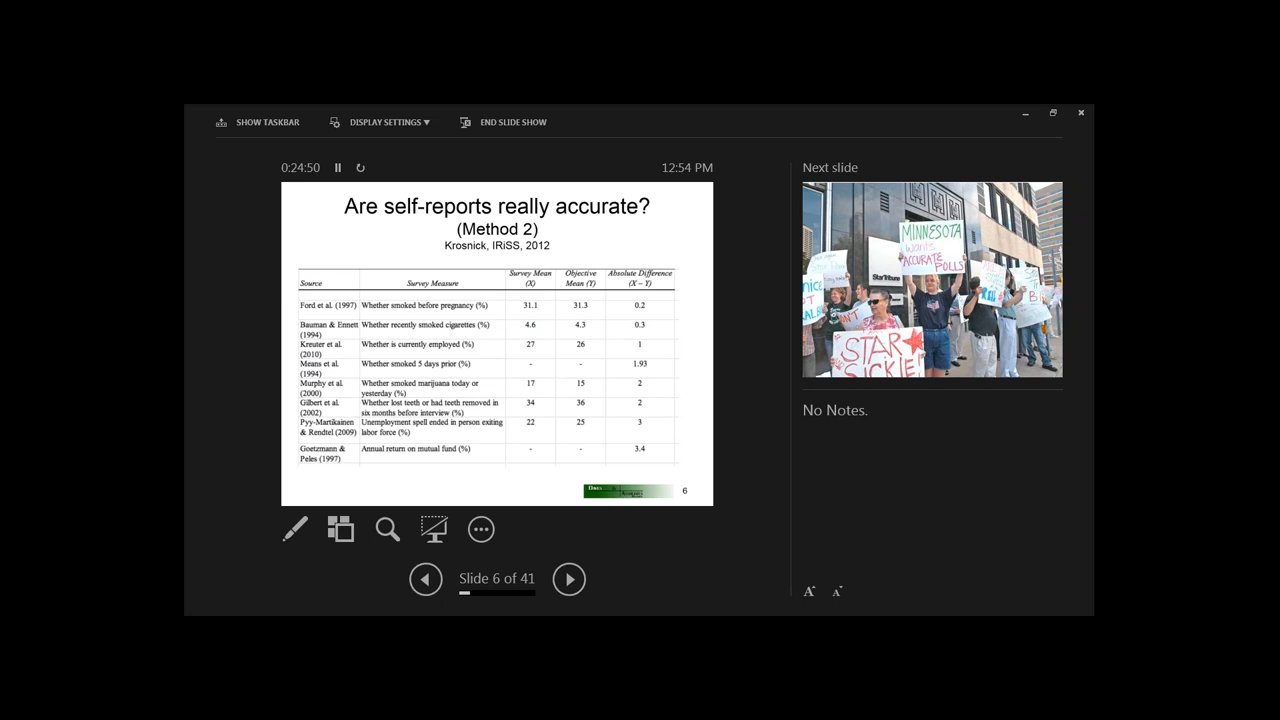 SHOW TASKBAR DISPLAY SETTINGS ▼ END SLIDE SHOW
0:24:50 12:54 PM
Are self-reports really accurate?
(Method 2)
Krosnick, IRiSS, 2012
Survey Mean Objective Absolute Difference
Source Survey Measure (X) Mean (Y) (X – Y)
Ford et al. (1997) Whether smoked before pregnancy (%) 31.1 31.3 0.2
Bauman & Ennett Whether recently smoked cigarettes (%) 4.6 4.3 0.3
(1994)
Kreuter et al. Whether is currently employed (%) 27 26 1
(2010)
Means et al. Whether smoked 5 days prior (%) - - 1.93
(1994)
Murphy et al. Whether smoked marijuana today or 17 15 2
(2000) yesterday (%)
Gilbert et al. Whether lost teeth or had teeth removed in 34 36 2
(2002) six months before interview (%)
Pyy-Martikainen Unemployment spell ended in person exiting 22 25 3
& Rendtel (2009) labor force (%)
Goetzmann & Annual return on mutual fund (%) - - 3.4
Peles (1997)
6
Slide 6 of 41
Next slide
MINNESOTA
wants
ACCURATE
POLLS
StarTribune
STAR
SICKIE!
No Notes.
A A